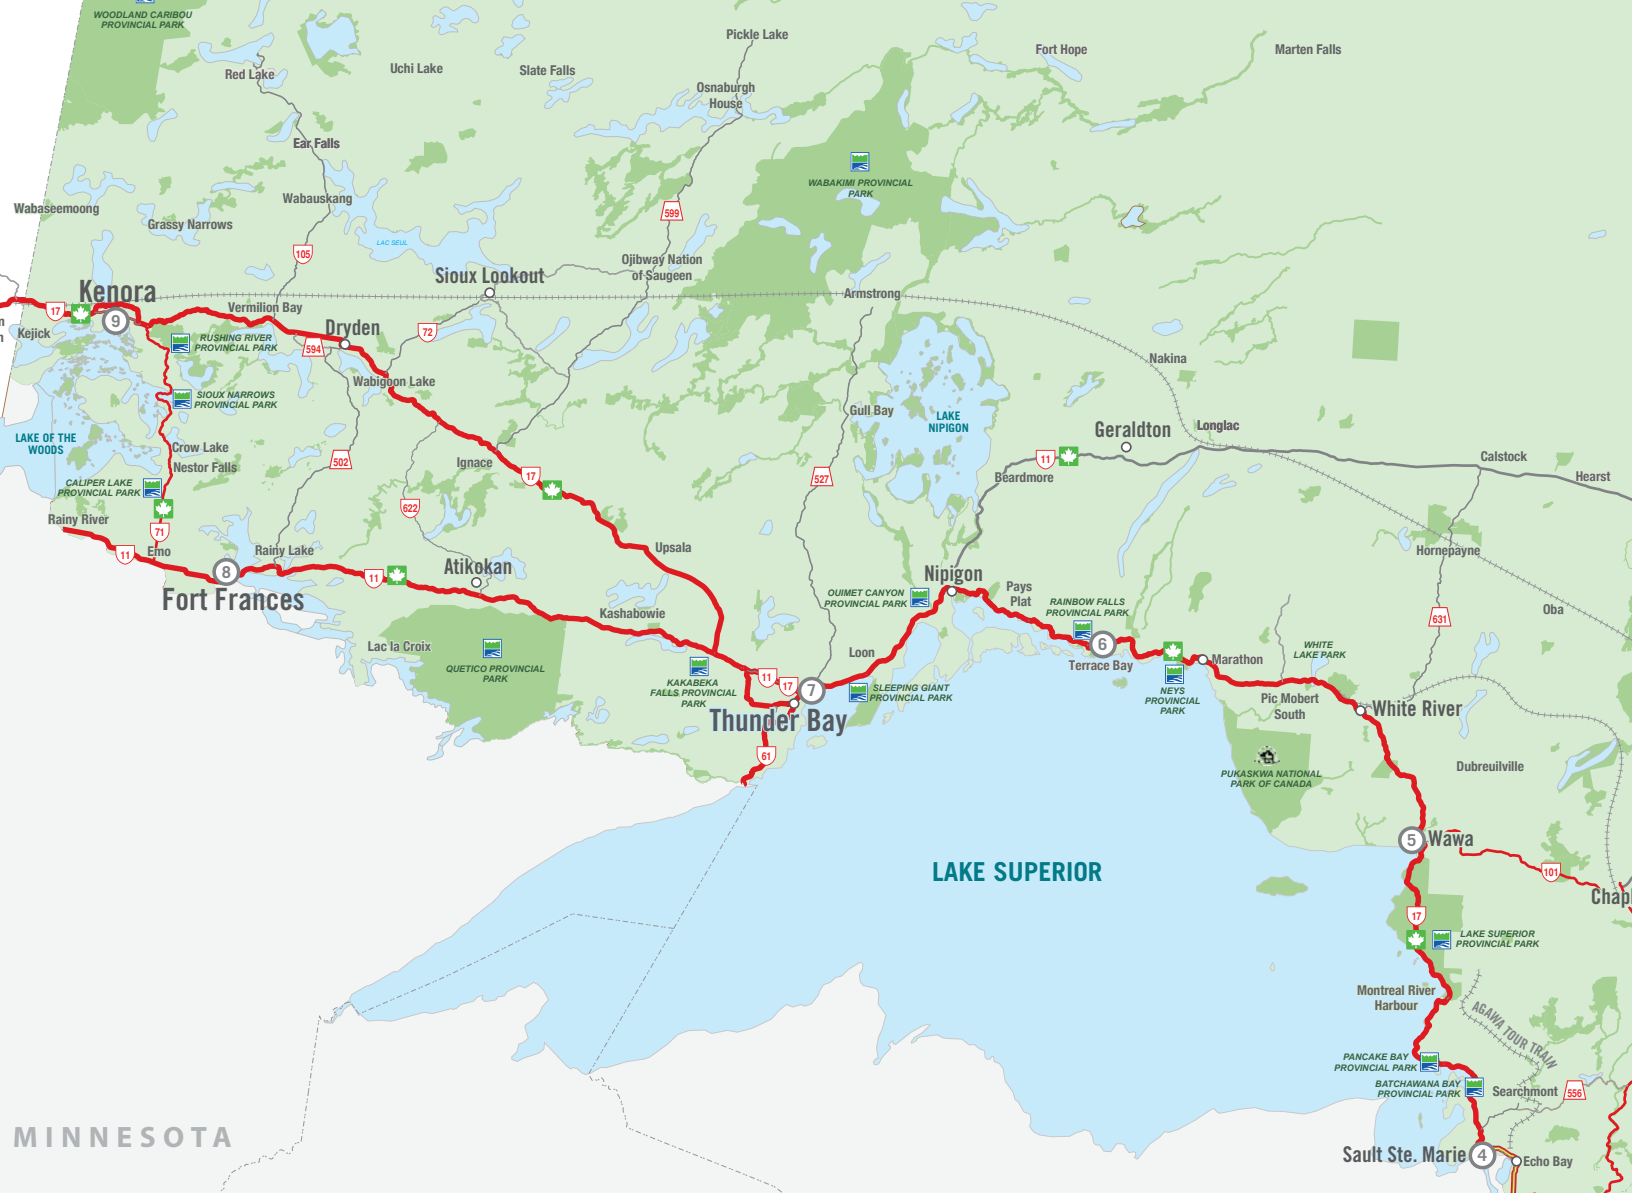 WOODLAND CARIBOU
PROVINCIAL PARK
Red Lake
Uchi Lake
Slate Falls
Pickle Lake
Osnaburgh
House
Fort Hope
Marten Falls
Ear Falls
Wabaseemoong
Grassy Narrows
Wabauskang
LAC SEUL
105
599
WABAKIMI PROVINCIAL
PARK
Sioux Lookout
Ojibway Nation
of Saugeen
Armstrong
Kenora
17
9
Kejick
Vermilion Bay
Dryden
594
72
RUSHING RIVER
PROVINCIAL PARK
Wabigoon Lake
SIOUX NARROWS
PROVINCIAL PARK
LAKE OF THE
WOODS
Crow Lake
Nestor Falls
CALIPER LAKE
PROVINCIAL PARK
Rainy River
71
11
Emo
502
622
Ignace
17
Gull Bay
LAKE
NIPIGON
527
Nakina
Geraldton
Longlac
11
Beardmore
Calstock
Hearst
Hornepayne
631
Oba
8
Rainy Lake
Fort Frances
11
Atikokan
Upsala
Kashabowie
Lac la Croix
QUETICO PROVINCIAL
PARK
KAKABEKA
FALLS PROVINCIAL
PARK
11
17
7
Thunder Bay
61
Loon
SLEEPING GIANT
PROVINCIAL PARK
OUIMET CANYON
PROVINCIAL PARK
Nipigon
Pays
Plat
RAINBOW FALLS
PROVINCIAL PARK
6
Terrace Bay
NEYS
PROVINCIAL
PARK
Marathon
WHITE
LAKE PARK
Pic Mobert
South
White River
PUKASKWA NATIONAL
PARK OF CANADA
Dubreuilville
5
Wawa
101
Chapl
LAKE SUPERIOR
17
LAKE SUPERIOR
PROVINCIAL PARK
Montreal River
Harbour
AGAWA TOUR TRAIN
PANCAKE BAY
PROVINCIAL PARK
BATCHAWANA BAY
PROVINCIAL PARK
Searchmont
556
Sault Ste. Marie
4
Echo Bay
MINNESOTA